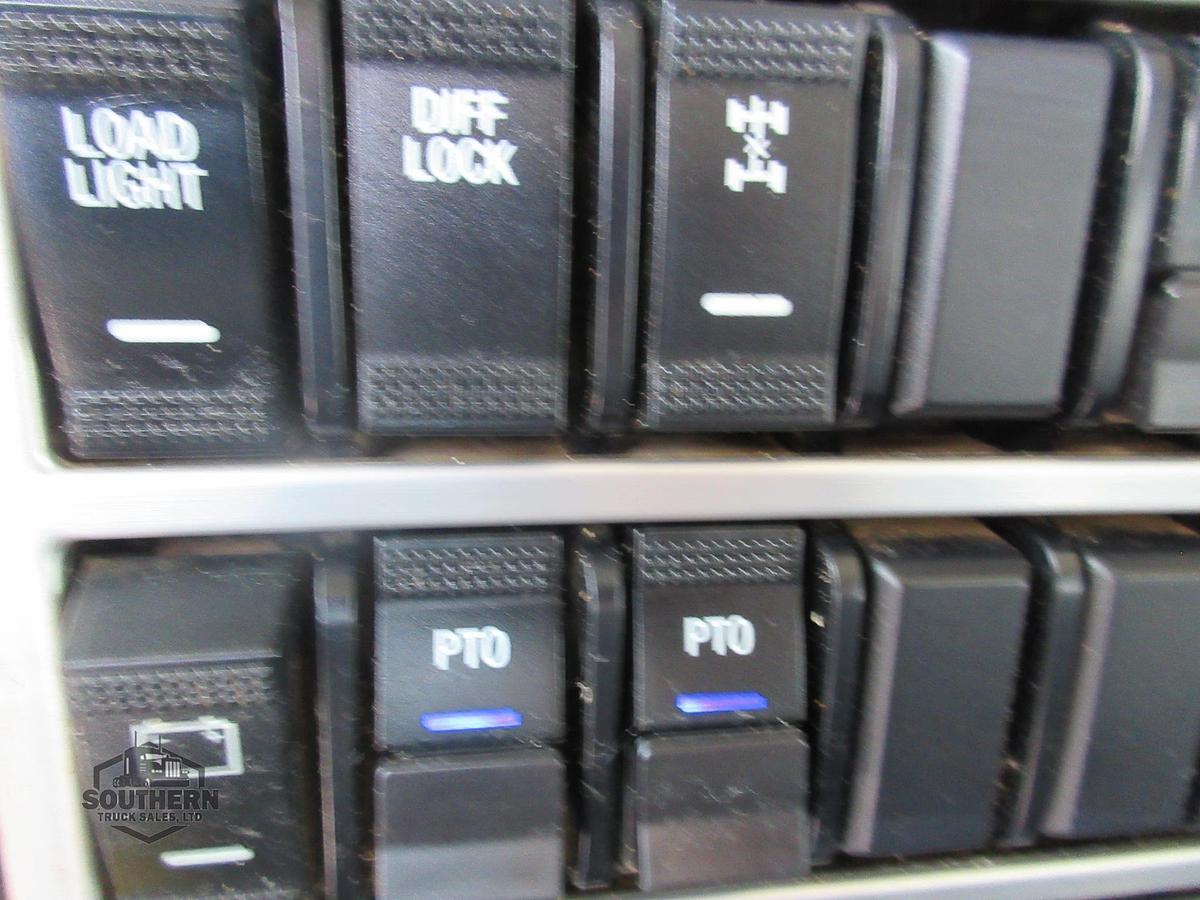 LOAD
LIGHT
DIFF
LOCK
PTO
PTO
SOUTHERN
TRUCK SALES, LTD